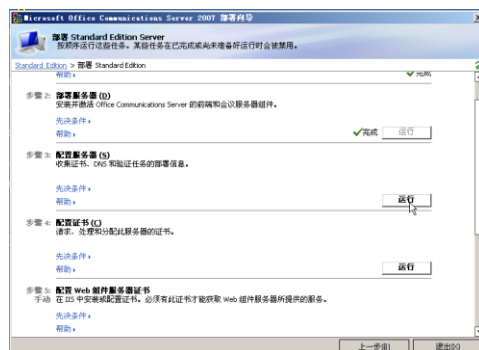 Microsoft Office Communications Server 2007 部署向导
部署 Standard Edition Server
按顺序运行这些任务。某些任务在已完成或尚未准备好运行时会被禁用。
Standard Edition > 部署 Standard Edition
帮助 完成
步骤 2: 部署服务器 (D)
安装并激活 Office Communications Server 的前端和会议服务器组件。
先决条件
帮助 完成 运行
步骤 3: 配置服务器 (S)
收集证书、DNS 和验证任务的部署信息。
先决条件
帮助 运行
步骤 4: 配置证书 (C)
请求、处理和分配此服务器的证书。
先决条件
帮助 运行
步骤 5: 配置 Web 组件服务器证书
手动 在 IIS 中安装或配置证书。必须有此证书才能获取 Web 组件服务器所提供的服务。
先决条件
帮助
上一步(B) 退出(X)